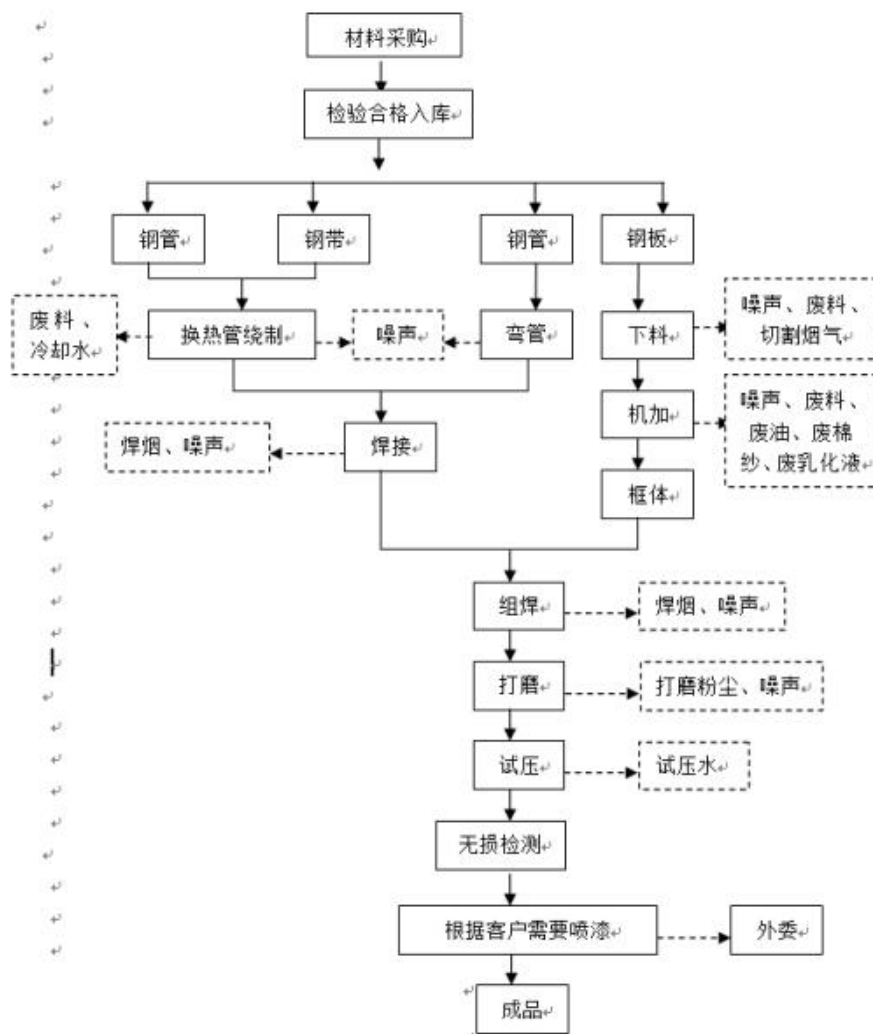 材料采购
检验合格入库
钢管
钢带
钢管
钢板
废料、
冷却水
换热管绕制
噪声
弯管
下料
噪声、废料、
切割烟气
焊烟、噪声
焊接
机加
噪声、废料、
废油、废棉
纱、废乳化液
框体
组焊
焊烟、噪声
打磨
打磨粉尘、噪声
试压
试压水
无损检测
根据客户需要喷漆
外委
成品